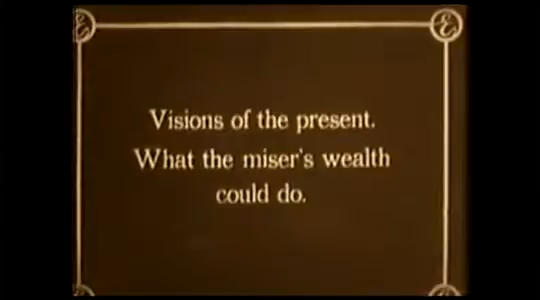 Visions of the present.
What the miser's wealth
could do.